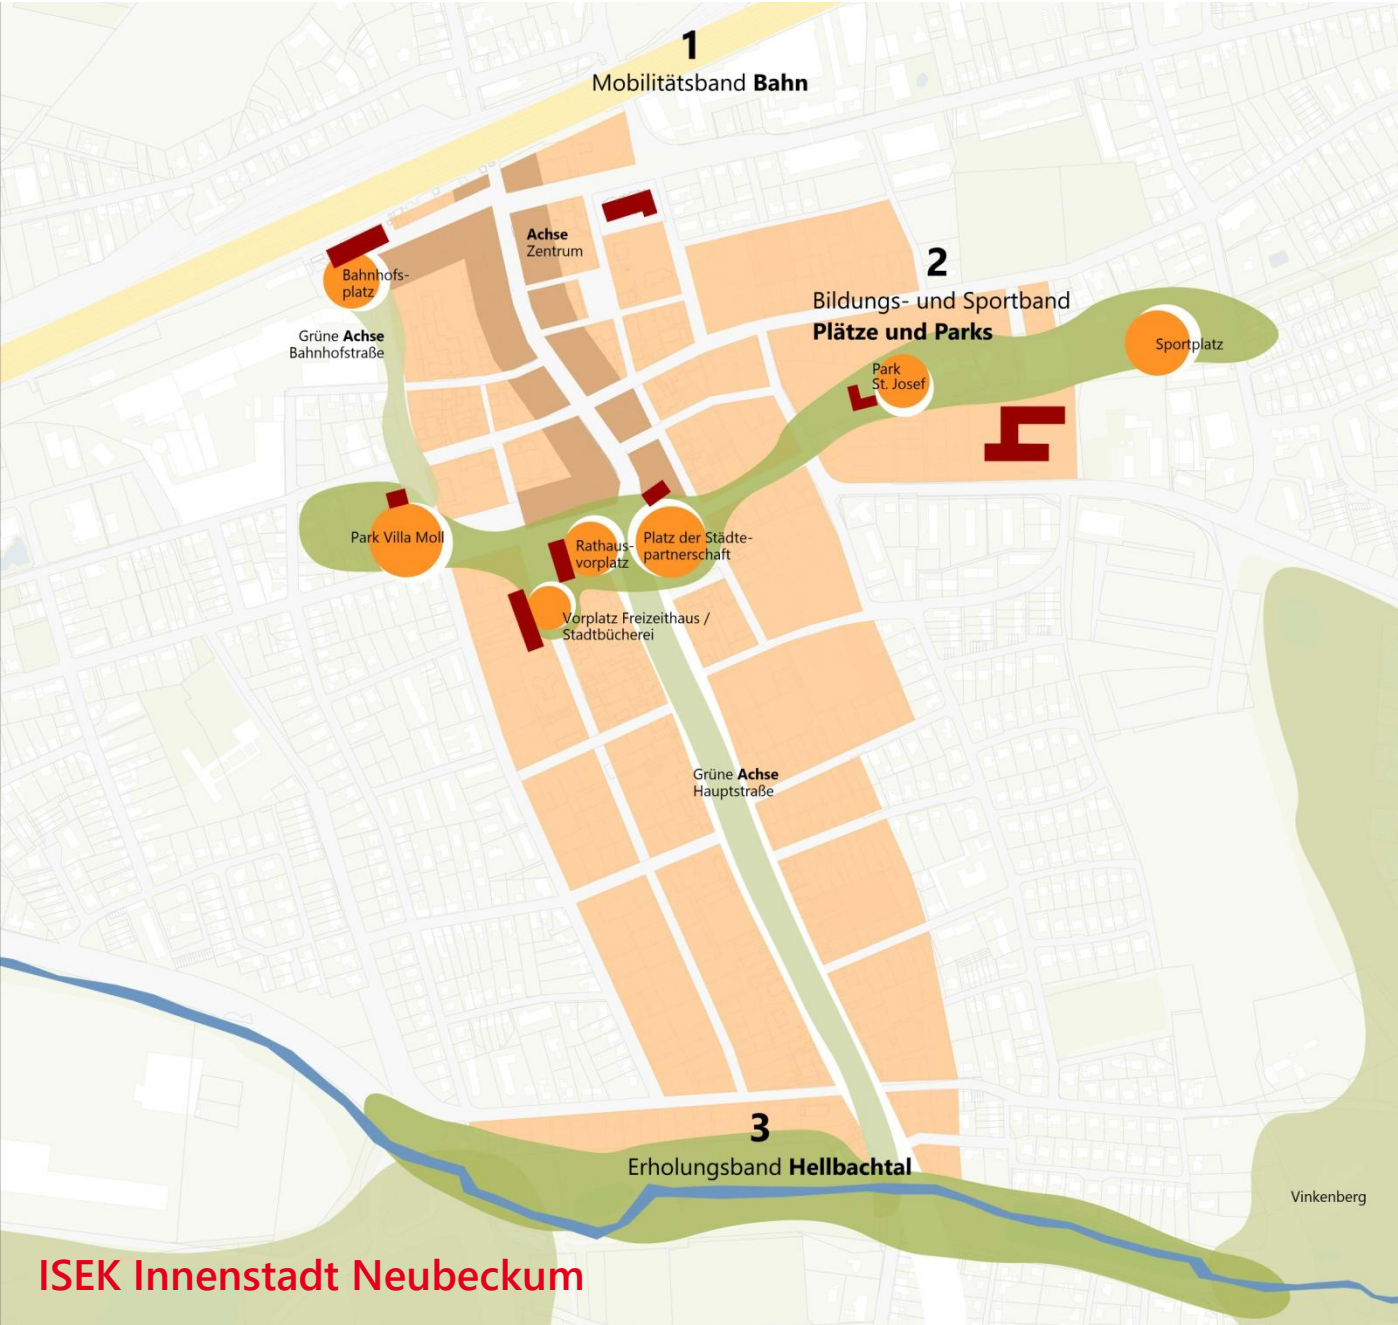 1
Mobilitätsband Bahn
Achse
Zentrum
Bahnhofs-
platz
Grüne Achse
Bahnhofstraße
2
Bildungs- und Sportband
Plätze und Parks
Sportplatz
Park
St. Josef
Park Villa Moll
Rathaus-
vorplatz
Platz der Städte-
partnerschaft
Vorplatz Freizeithaus /
Stadtbücherei
Grüne Achse
Hauptstraße
3
Erholungsband Hellbachtal
Vinkenberg
ISEK Innenstadt Neubeckum